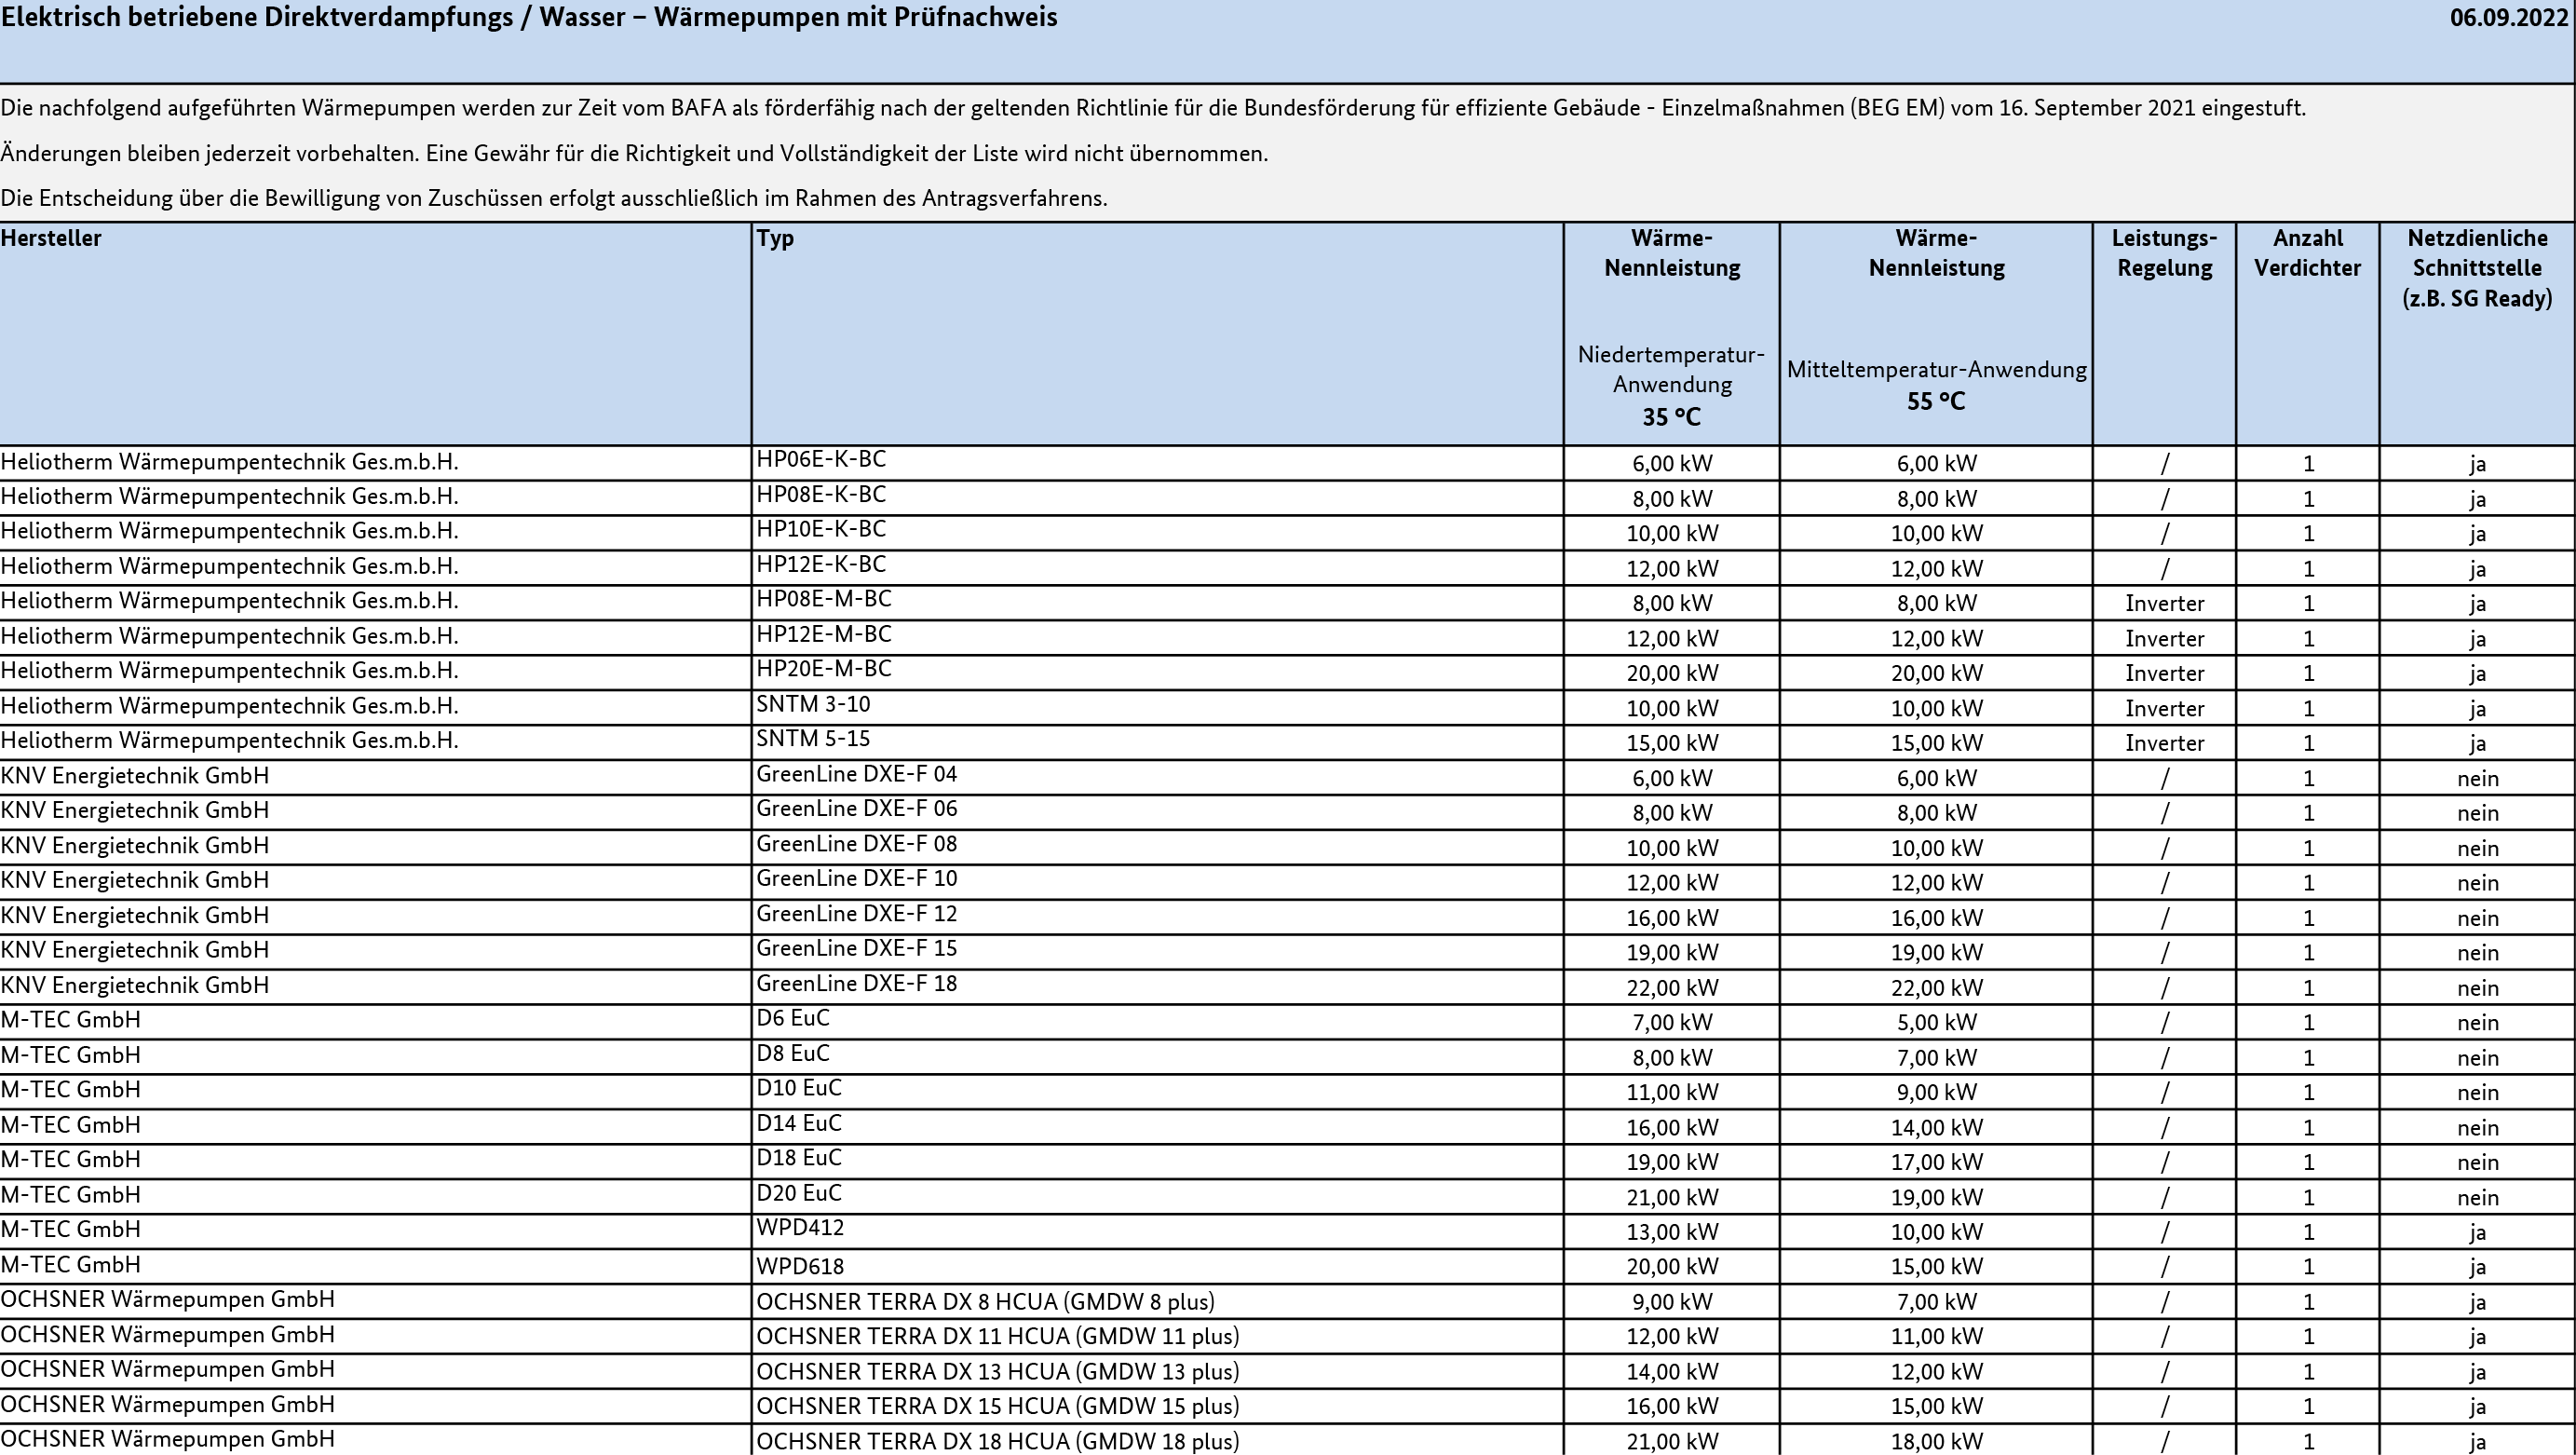 Elektrisch betriebene Direktverdampfungs / Wasser – Wärmepumpen mit Prüfnachweis 06.09.2022
Die nachfolgend aufgeführten Wärmepumpen werden zur Zeit vom BAFA als förderfähig nach der geltenden Richtlinie für die Bundesförderung für effiziente Gebäude - Einzelmaßnahmen (BEG EM) vom 16. September 2021 eingestuft.
Änderungen bleiben jederzeit vorbehalten. Eine Gewähr für die Richtigkeit und Vollständigkeit der Liste wird nicht übernommen.
Die Entscheidung über die Bewilligung von Zuschüssen erfolgt ausschließlich im Rahmen des Antragsverfahrens.
Hersteller Typ Wärme- Wärme- Leistungs- Anzahl Netzdienliche
Nennleistung Nennleistung Regelung Verdichter Schnittstelle
(z.B. SG Ready)
Niedertemperatur-
Anwendung Mitteltemperatur-Anwendung
35 °C 55 °C
Heliotherm Wärmepumpentechnik Ges.m.b.H. HP06E-K-BC 6,00 kW 6,00 kW / 1 ja
Heliotherm Wärmepumpentechnik Ges.m.b.H. HP08E-K-BC 8,00 kW 8,00 kW / 1 ja
Heliotherm Wärmepumpentechnik Ges.m.b.H. HP10E-K-BC 10,00 kW 10,00 kW / 1 ja
Heliotherm Wärmepumpentechnik Ges.m.b.H. HP12E-K-BC 12,00 kW 12,00 kW / 1 ja
Heliotherm Wärmepumpentechnik Ges.m.b.H. HP08E-M-BC 8,00 kW 8,00 kW Inverter 1 ja
Heliotherm Wärmepumpentechnik Ges.m.b.H. HP12E-M-BC 12,00 kW 12,00 kW Inverter 1 ja
Heliotherm Wärmepumpentechnik Ges.m.b.H. HP20E-M-BC 20,00 kW 20,00 kW Inverter 1 ja
Heliotherm Wärmepumpentechnik Ges.m.b.H. SNTM 3-10 10,00 kW 10,00 kW Inverter 1 ja
Heliotherm Wärmepumpentechnik Ges.m.b.H. SNTM 5-15 15,00 kW 15,00 kW Inverter 1 ja
KNV Energietechnik GmbH GreenLine DXE-F 04 6,00 kW 6,00 kW / 1 nein
KNV Energietechnik GmbH GreenLine DXE-F 06 8,00 kW 8,00 kW / 1 nein
KNV Energietechnik GmbH GreenLine DXE-F 08 10,00 kW 10,00 kW / 1 nein
KNV Energietechnik GmbH GreenLine DXE-F 10 12,00 kW 12,00 kW / 1 nein
KNV Energietechnik GmbH GreenLine DXE-F 12 16,00 kW 16,00 kW / 1 nein
KNV Energietechnik GmbH GreenLine DXE-F 15 19,00 kW 19,00 kW / 1 nein
KNV Energietechnik GmbH GreenLine DXE-F 18 22,00 kW 22,00 kW / 1 nein
M-TEC GmbH D6 EuC 7,00 kW 5,00 kW / 1 nein
M-TEC GmbH D8 EuC 8,00 kW 7,00 kW / 1 nein
M-TEC GmbH D10 EuC 11,00 kW 9,00 kW / 1 nein
M-TEC GmbH D14 EuC 16,00 kW 14,00 kW / 1 nein
M-TEC GmbH D18 EuC 19,00 kW 17,00 kW / 1 nein
M-TEC GmbH D20 EuC 21,00 kW 19,00 kW / 1 nein
M-TEC GmbH WPD412 13,00 kW 10,00 kW / 1 ja
M-TEC GmbH WPD618 20,00 kW 15,00 kW / 1 ja
OCHSNER Wärmepumpen GmbH OCHSNER TERRA DX 8 HCUA (GMDW 8 plus) 9,00 kW 7,00 kW / 1 ja
OCHSNER Wärmepumpen GmbH OCHSNER TERRA DX 11 HCUA (GMDW 11 plus) 12,00 kW 11,00 kW / 1 ja
OCHSNER Wärmepumpen GmbH OCHSNER TERRA DX 13 HCUA (GMDW 13 plus) 14,00 kW 12,00 kW / 1 ja
OCHSNER Wärmepumpen GmbH OCHSNER TERRA DX 15 HCUA (GMDW 15 plus) 16,00 kW 15,00 kW / 1 ja
OCHSNER Wärmepumpen GmbH OCHSNER TERRA DX 18 HCUA (GMDW 18 plus) 21,00 kW 18,00 kW / 1 ja